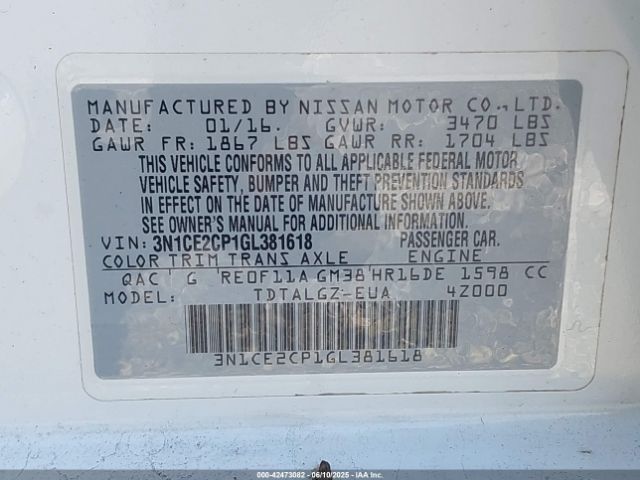 MANUFACTURED BY NISSAN MOTOR CO., LTD.
DATE: 01/16. GVWR: 3470 LBS
GAWR FR: 1867 LBS GAWR RR: 1704 LBS
THIS VEHICLE CONFORMS TO ALL APPLICABLE FEDERAL MOTOR
VEHICLE SAFETY, BUMPER AND THEFT PREVENTION STANDARDS
IN EFFECT ON THE DATE OF MANUFACTURE SHOWN ABOVE.
SEE OWNER'S MANUAL FOR ADDITIONAL INFORMATION.
VIN: 3N1CE2CP1GL381618 PASSENGER CAR.
COLOR TRIM TRANS AXLE ENGINE
QAC G RE0F11A GM38 HR16DE 1598 CC
MODEL: TDTALGZ-EUA 4Z000
3N1CE2CP1GL381618
000-42473082 - 06/10/2025 - IAA Inc.